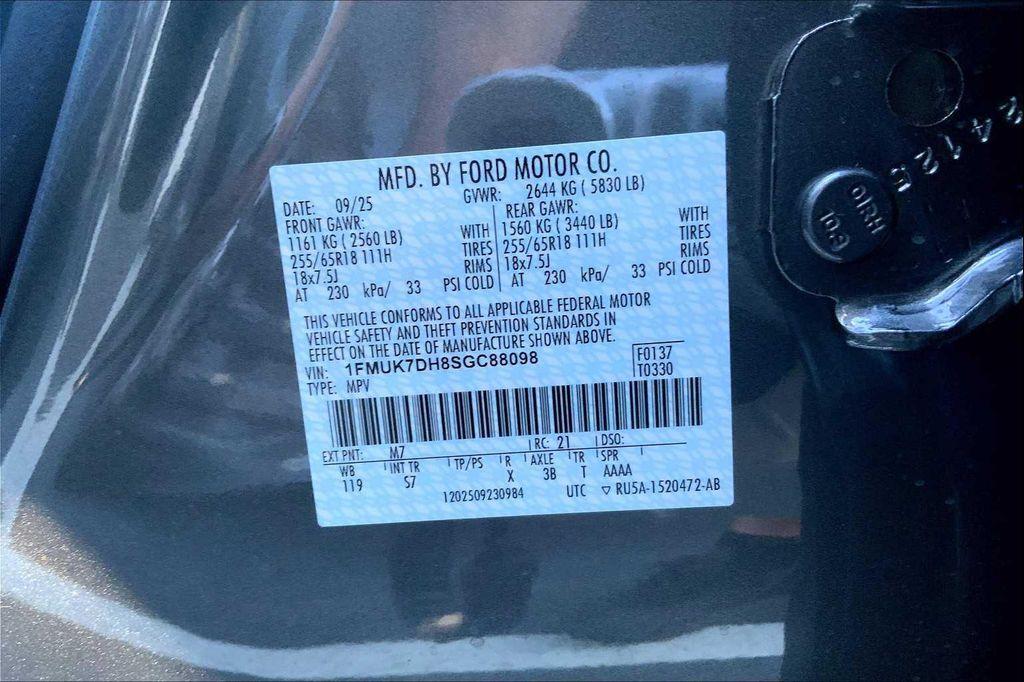 MFD. BY FORD MOTOR CO.
DATE: 09/25 GVWR: 2644 KG ( 5830 LB)
FRONT GAWR: REAR GAWR:
1161 KG ( 2560 LB) WITH 1560 KG ( 3440 LB) WITH
255/65R18 111H TIRES 255/65R18 111H TIRES
18x7.5J RIMS 18x7.5J RIMS
AT 230 kPa/ 33 PSI COLD AT 230 kPa/ 33 PSI COLD
THIS VEHICLE CONFORMS TO ALL APPLICABLE FEDERAL MOTOR
VEHICLE SAFETY AND THEFT PREVENTION STANDARDS IN
EFFECT ON THE DATE OF MANUFACTURE SHOWN ABOVE.
VIN: 1FMUK7DH8SGC88098 F0137
TYPE: MPV T0330
EXT PNT: M7 RC: 21 DSO:
WB INT TR TP/PS R AXLE TR SPR
119 S7 X 3B T AAAA
1202509230984 UTC ▽ RU5A-1520472-AB
24125
OIRH
10.9